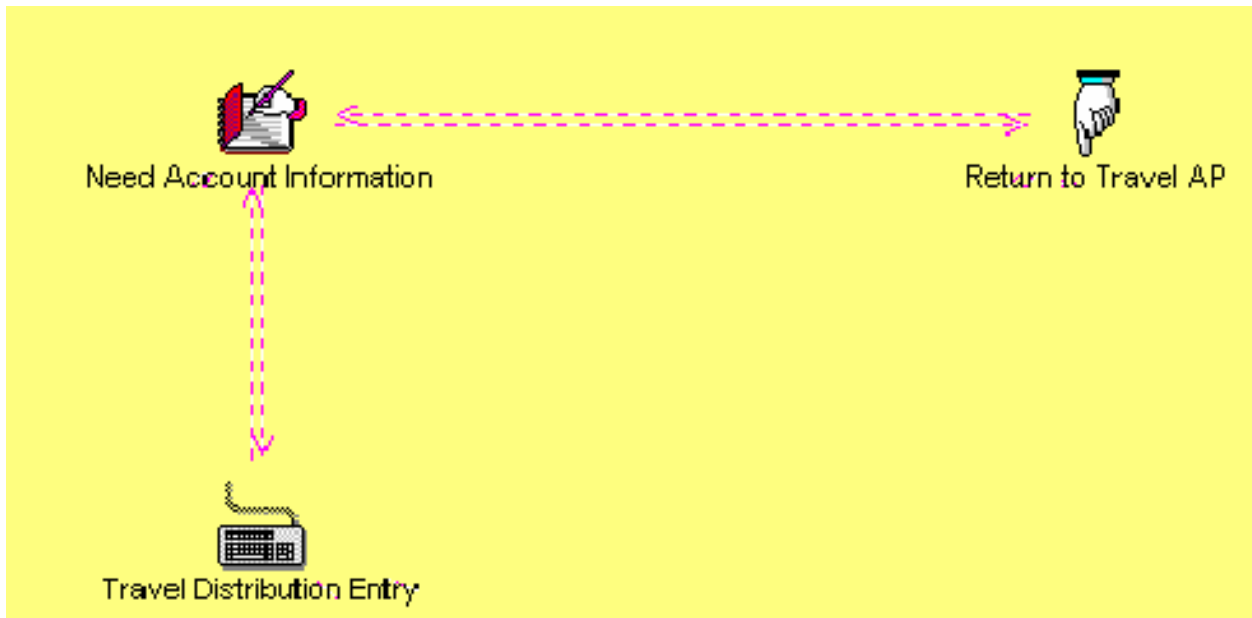 Need Account Information
Return to Travel AP
Travel Distribution Entry